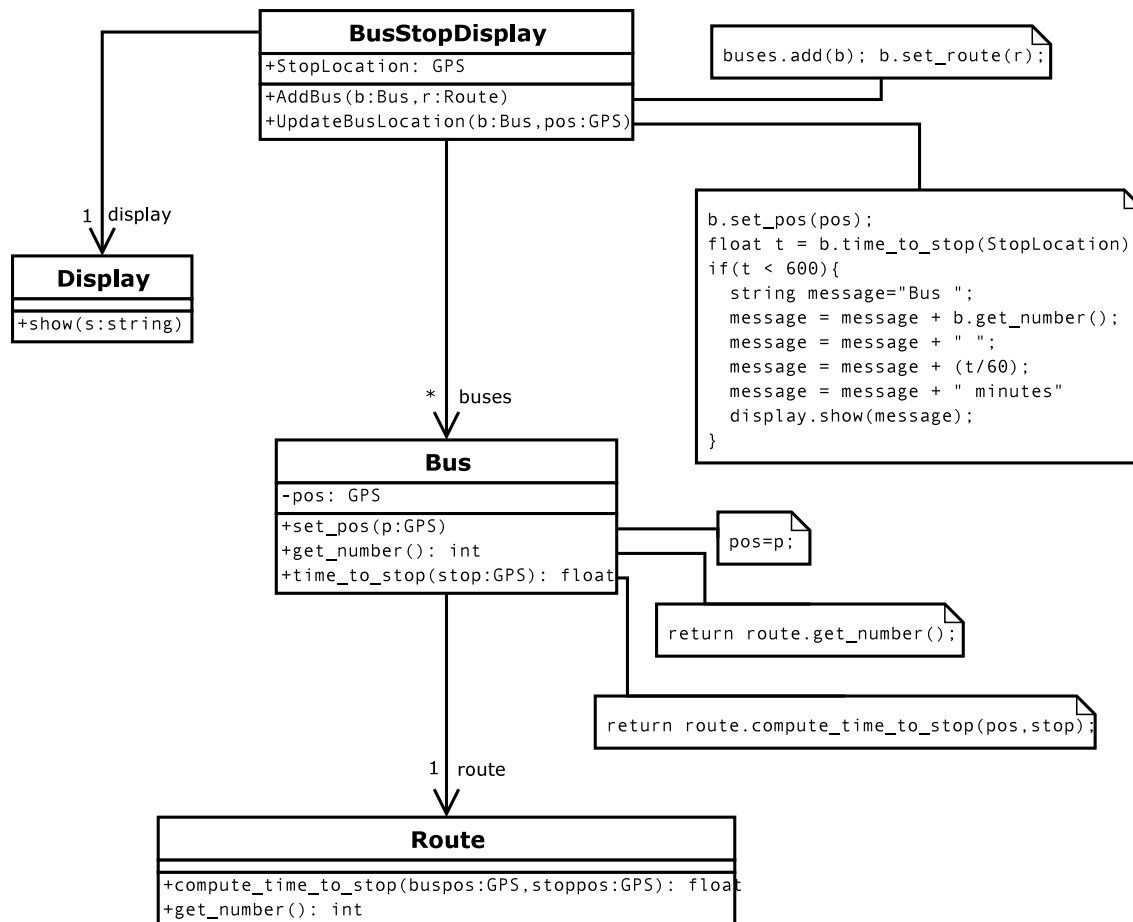 BusStopDisplay
+StopLocation: GPS
+AddBus(b:Bus,r:Route)
+UpdateBusLocation(b:Bus,pos:GPS)
buses.add(b); b.set_route(r);
b.set_pos(pos);
float t = b.time_to_stop(StopLocation)
if(t < 600){
string message="Bus ";
message = message + b.get_number();
message = message + " ";
message = message + (t/60);
message = message + " minutes"
display.show(message);
}
1 display
Display
+show(s:string)
* buses
Bus
-pos: GPS
+set_pos(p:GPS)
+get_number(): int
+time_to_stop(stop:GPS): float
pos=p;
return route.get_number();
return route.compute_time_to_stop(pos,stop);
1 route
Route
+compute_time_to_stop(buspos:GPS,stoppos:GPS): float
+get_number(): int